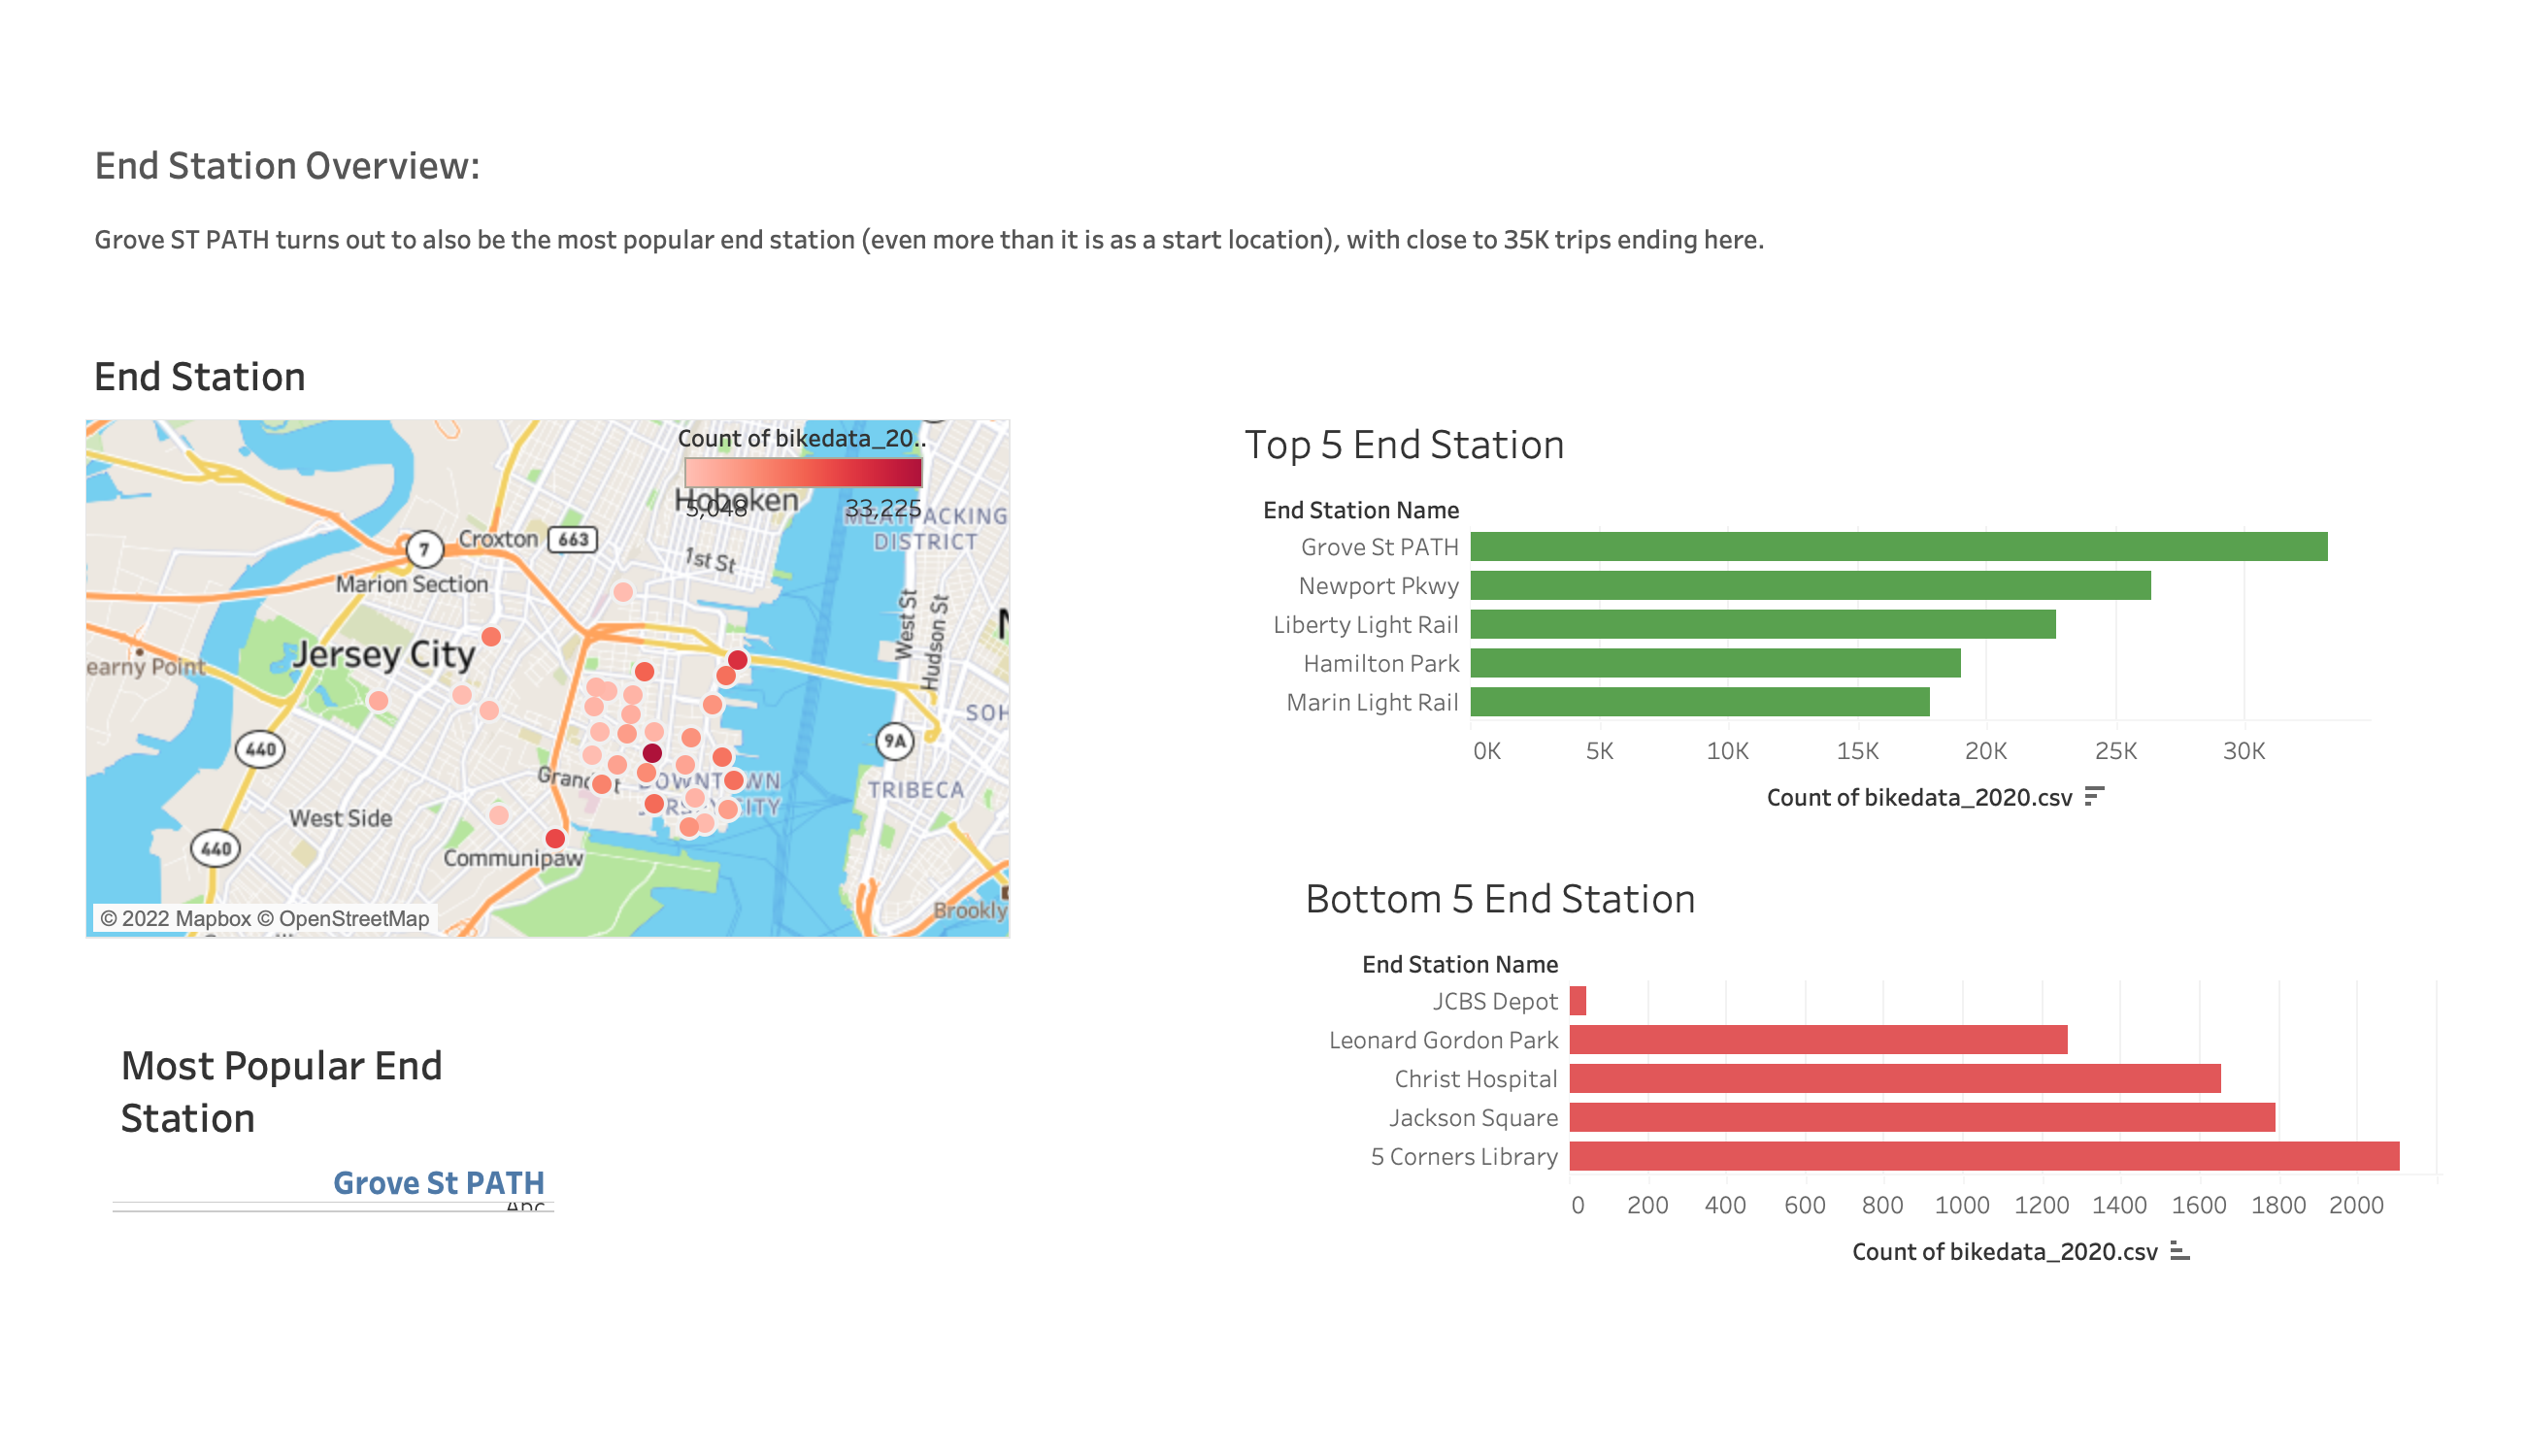 End Station Overview:
Grove ST PATH turns out to also be the most popular end station (even more than it is as a start location), with close to 35K trips ending here.
End Station
Count of bikedata_20..
5,048 33,225
Hoboken
MEATPACKING
DISTRICT
7
Croxton
663
1st St
Marion Section
West St
Hudson St
Jersey City
earny Point
SOH
440
9A
Grand St
DOWNTOWN
JERSEY CITY
TRIBECA
West Side
440
Communipaw
Brookly
© 2022 Mapbox © OpenStreetMap
Most Popular End
Station
Grove St PATH
Abc
Top 5 End Station
End Station Name
Grove St PATH
Newport Pkwy
Liberty Light Rail
Hamilton Park
Marin Light Rail
0K 5K 10K 15K 20K 25K 30K
Count of bikedata_2020.csv
Bottom 5 End Station
End Station Name
JCBS Depot
Leonard Gordon Park
Christ Hospital
Jackson Square
5 Corners Library
0 200 400 600 800 1000 1200 1400 1600 1800 2000
Count of bikedata_2020.csv